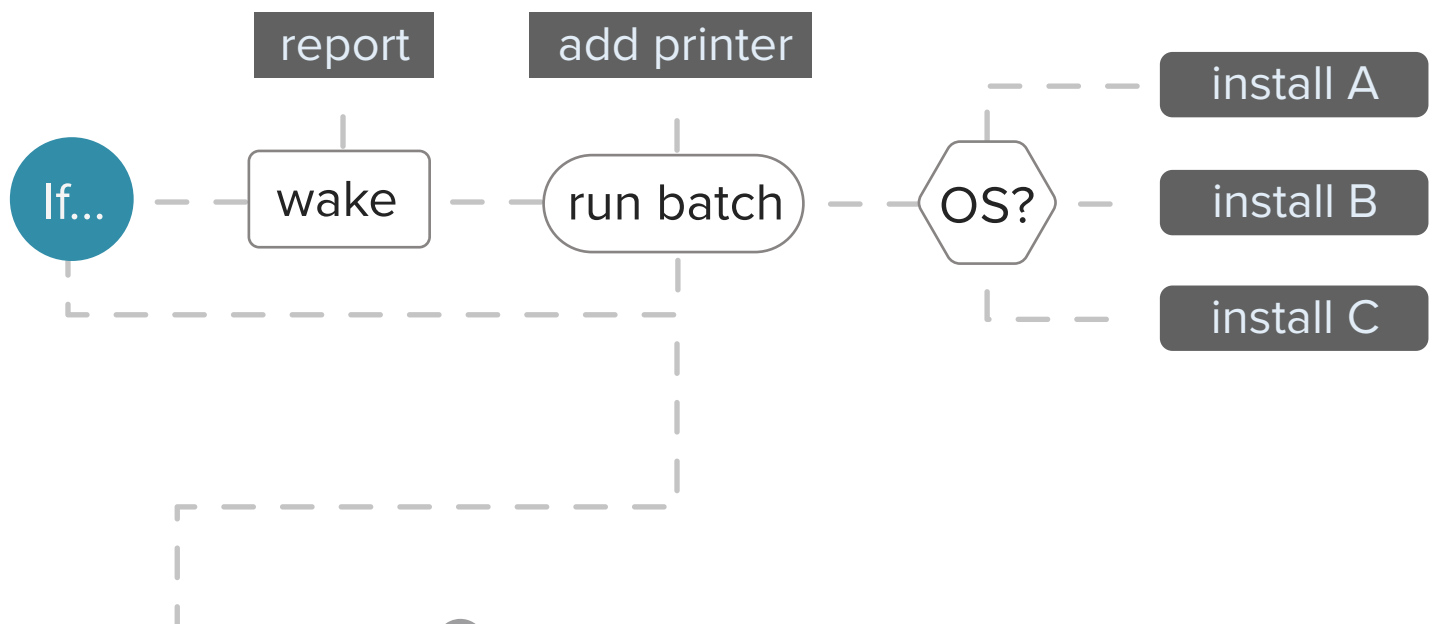 report
add printer
install A
If...
wake
run batch
OS?
install B
install C